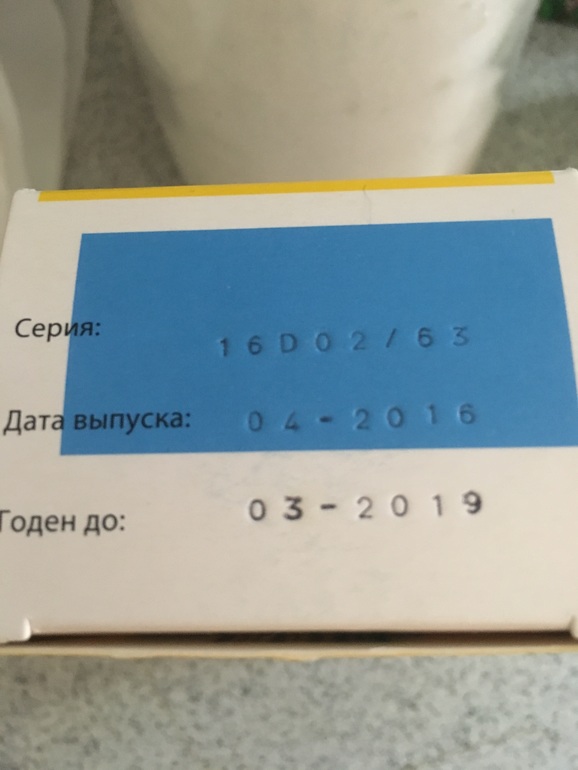 Серия: 16D02/63
Дата выпуска: 04-2016
Годен до: 03-2019